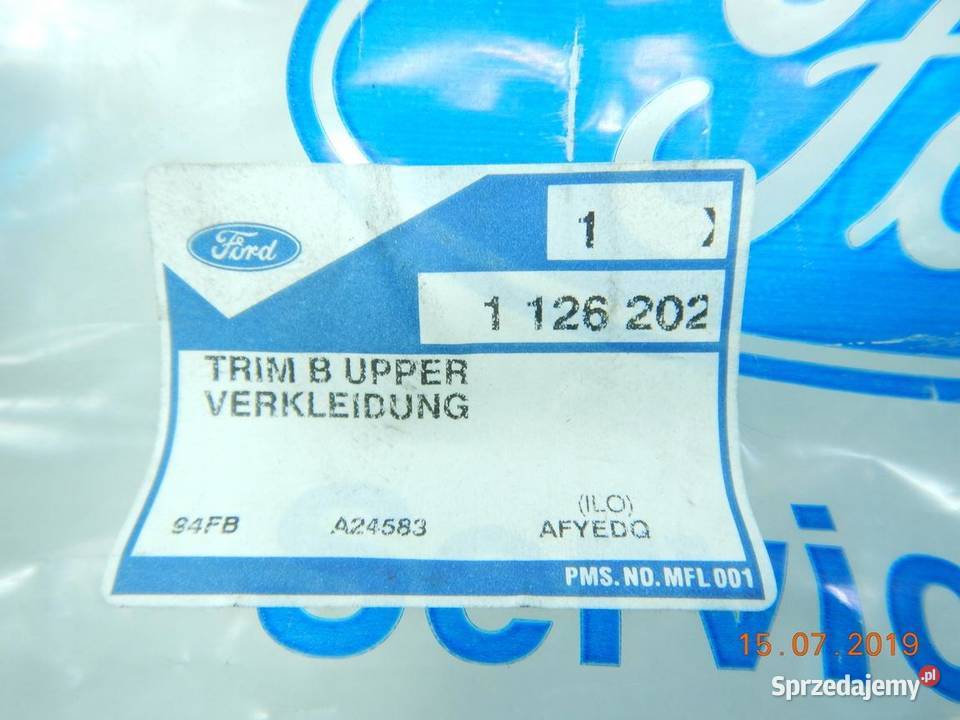 Ford
1
1 126 202
TRIM B UPPER
VERKLEIDUNG
(ILO)
94FB A24583 AFYEDQ
PMS. NO. MFL 001
Service
15.07.2019
Sprzedajemy.pl